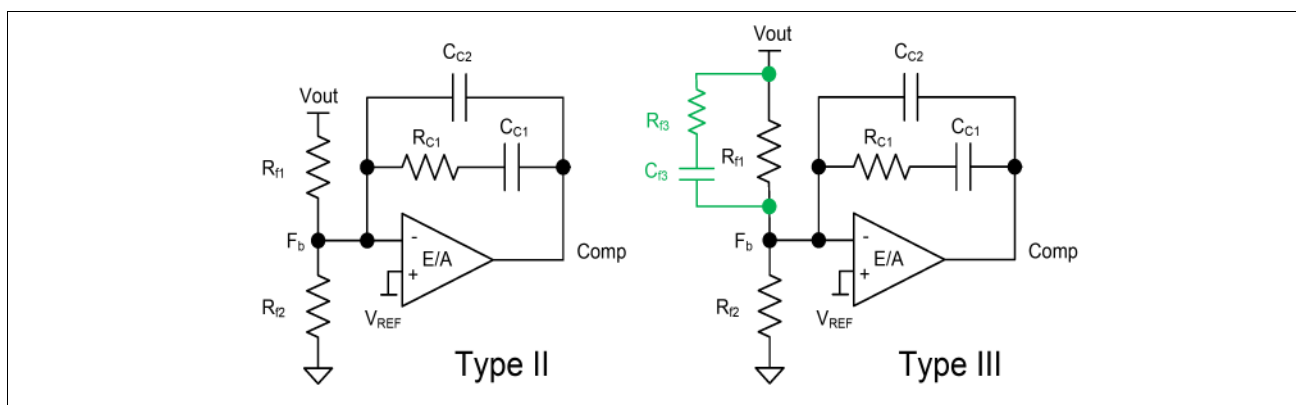 Vout
Rf1
Fb
Rf2
CC2
RC1
CC1
-
E/A
+
VREF
Comp
Type II
Vout
Rf3
Cf3
Rf1
Fb
Rf2
CC2
RC1
CC1
-
E/A
+
VREF
Comp
Type III